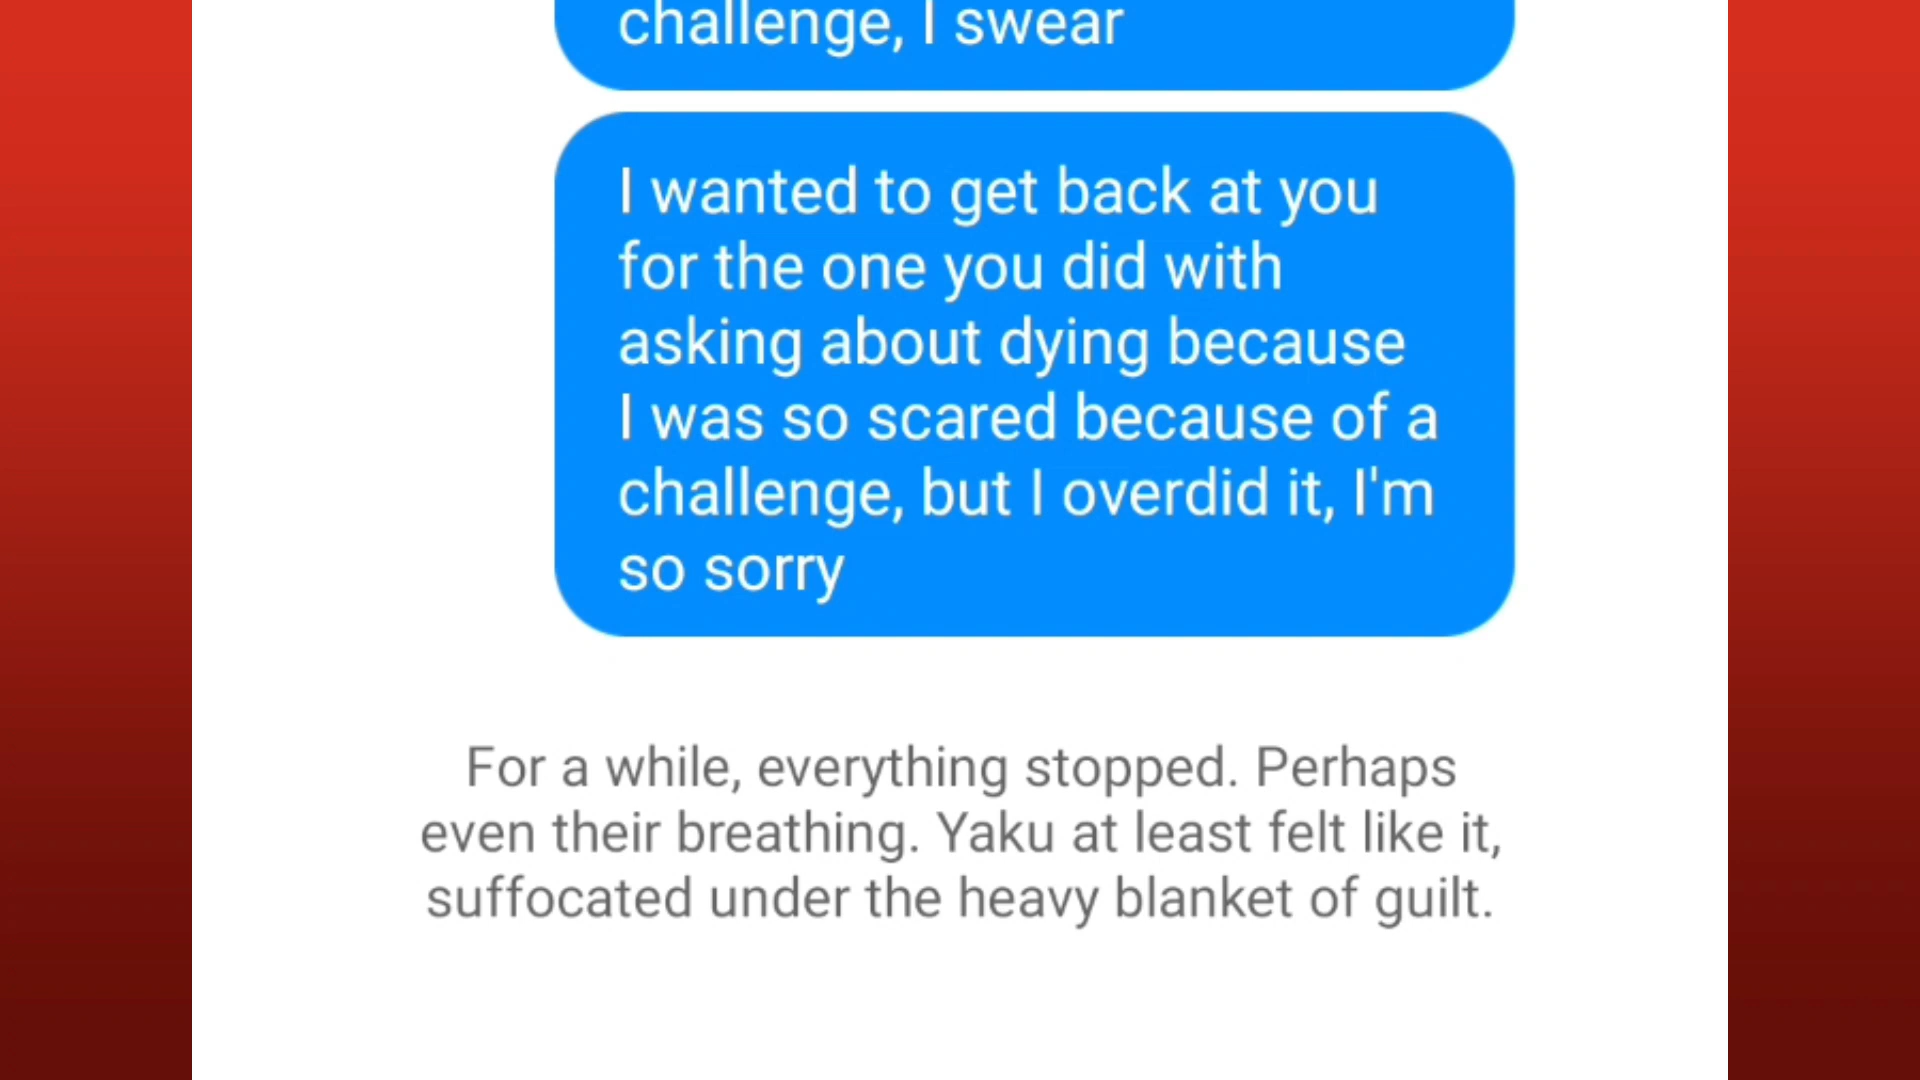 challenge, I swear
I wanted to get back at you
for the one you did with
asking about dying because
I was so scared because of a
challenge, but I overdid it, I'm
so sorry
For a while, everything stopped. Perhaps
even their breathing. Yaku at least felt like it,
suffocated under the heavy blanket of guilt.